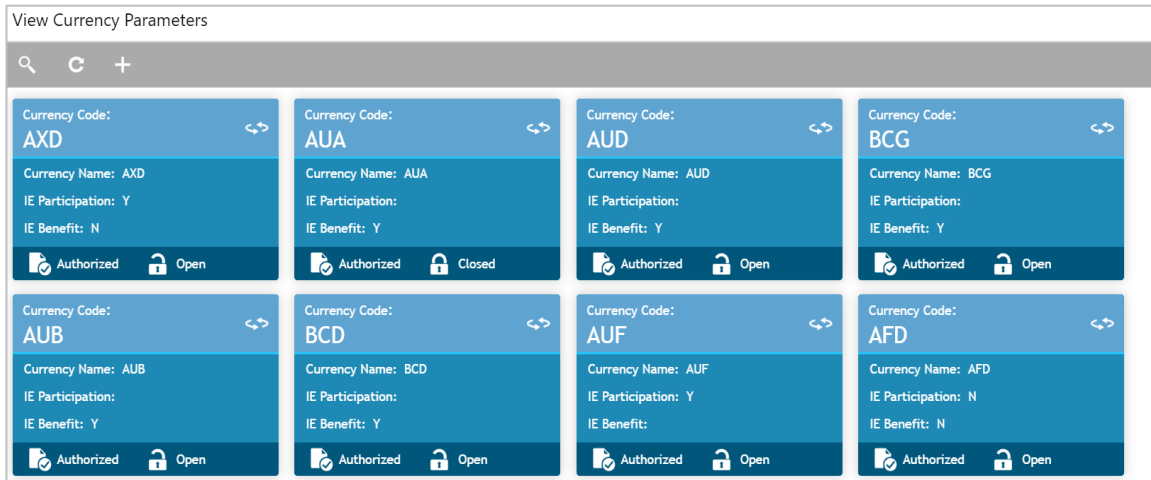 View Currency Parameters
Currency Code:
AXD
Currency Name: AXD
IE Participation: Y
IE Benefit: N
Authorized Open
Currency Code:
AUA
Currency Name: AUA
IE Participation:
IE Benefit: Y
Authorized Closed
Currency Code:
AUD
Currency Name: AUD
IE Participation:
IE Benefit: Y
Authorized Open
Currency Code:
BCG
Currency Name: BCG
IE Participation:
IE Benefit: Y
Authorized Open
Currency Code:
AUB
Currency Name: AUB
IE Participation:
IE Benefit: Y
Authorized Open
Currency Code:
BCD
Currency Name: BCD
IE Participation:
IE Benefit: Y
Authorized Open
Currency Code:
AUF
Currency Name: AUF
IE Participation: Y
IE Benefit:
Authorized Open
Currency Code:
AFD
Currency Name: AFD
IE Participation: N
IE Benefit: N
Authorized Open